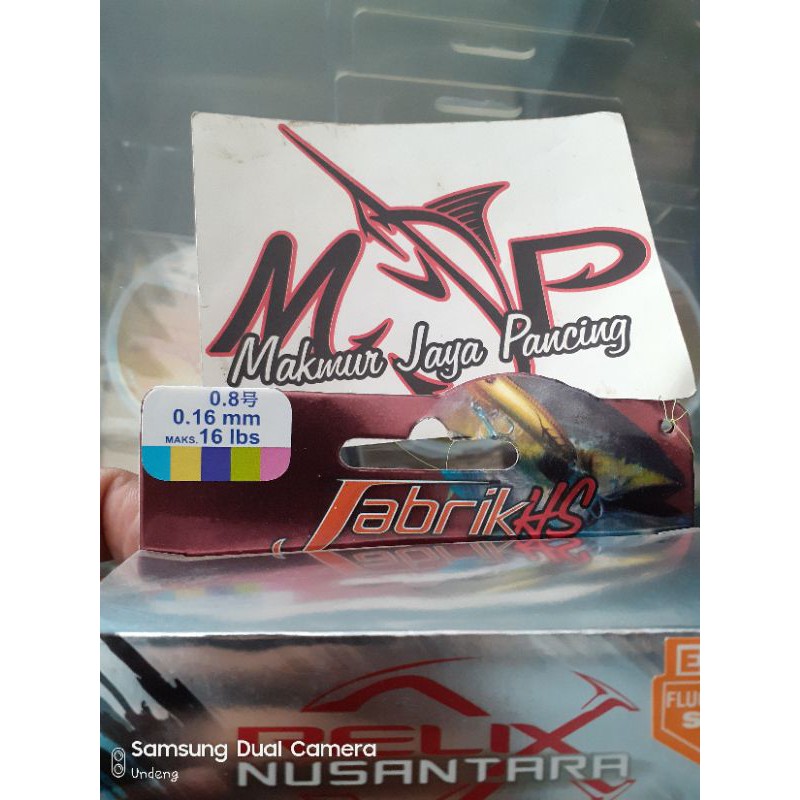 MJP
Makmur Jaya Pancing
0.8号
0.16 mm
MAKS. 16 lbs
Jabrik HS
RELIX
NUSANTARA
Samsung Dual Camera
Undeng